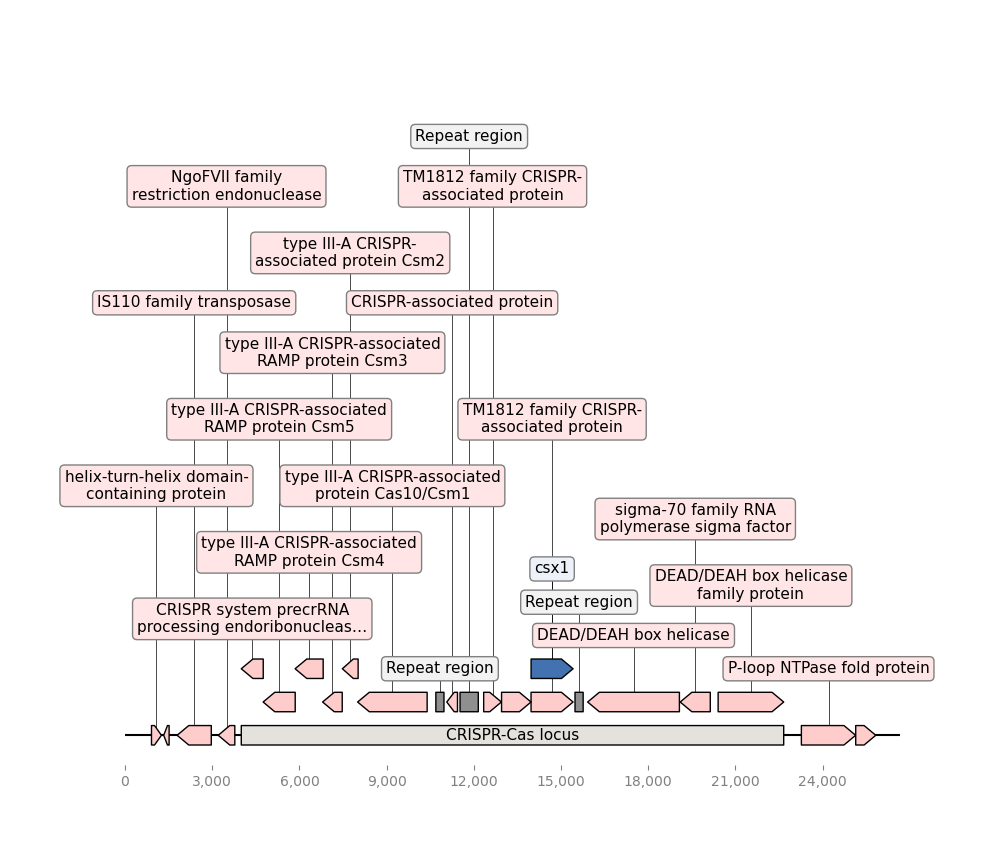 Repeat region
NgoFVII family
restriction endonuclease
TM1812 family CRISPR-
associated protein
type III-A CRISPR-
associated protein Csm2
IS110 family transposase
CRISPR-associated protein
type III-A CRISPR-associated
RAMP protein Csm3
type III-A CRISPR-associated
RAMP protein Csm5
TM1812 family CRISPR-
associated protein
helix-turn-helix domain-
containing protein
type III-A CRISPR-associated
protein Cas10/Csm1
sigma-70 family RNA
polymerase sigma factor
type III-A CRISPR-associated
RAMP protein Csm4
csx1
DEAD/DEAH box helicase
family protein
Repeat region
CRISPR system precrRNA
processing endoribonucleas...
DEAD/DEAH box helicase
Repeat region
P-loop NTPase fold protein
CRISPR-Cas locus
0 3,000 6,000 9,000 12,000 15,000 18,000 21,000 24,000